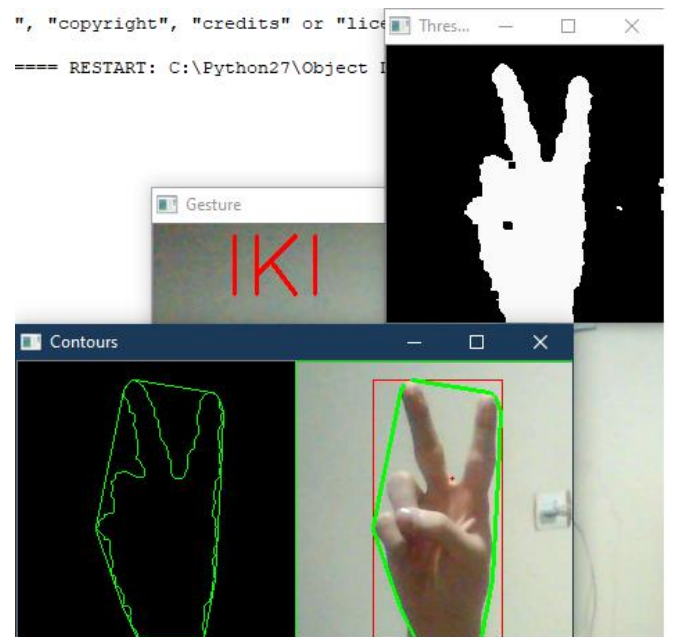 ", "copyright", "credits" or "lice
==== RESTART: C:\Python27\Object
Thres...
Gesture
IKI
Contours